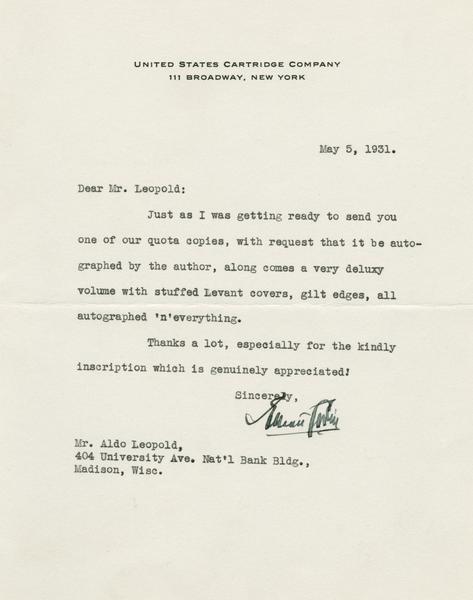 UNITED STATES CARTRIDGE COMPANY
111 BROADWAY, NEW YORK
May 5, 1931.
Dear Mr. Leopold:
Just as I was getting ready to send you
one of our quota copies, with request that it be auto-
graphed by the author, along comes a very deluxy
volume with stuffed Levant covers, gilt edges, all
autographed 'n'everything.
Thanks a lot, especially for the kindly
inscription which is genuinely appreciated!
Sincerely,
Mr. Aldo Leopold,
404 University Ave. Nat'l Bank Bldg.,
Madison, Wisc.